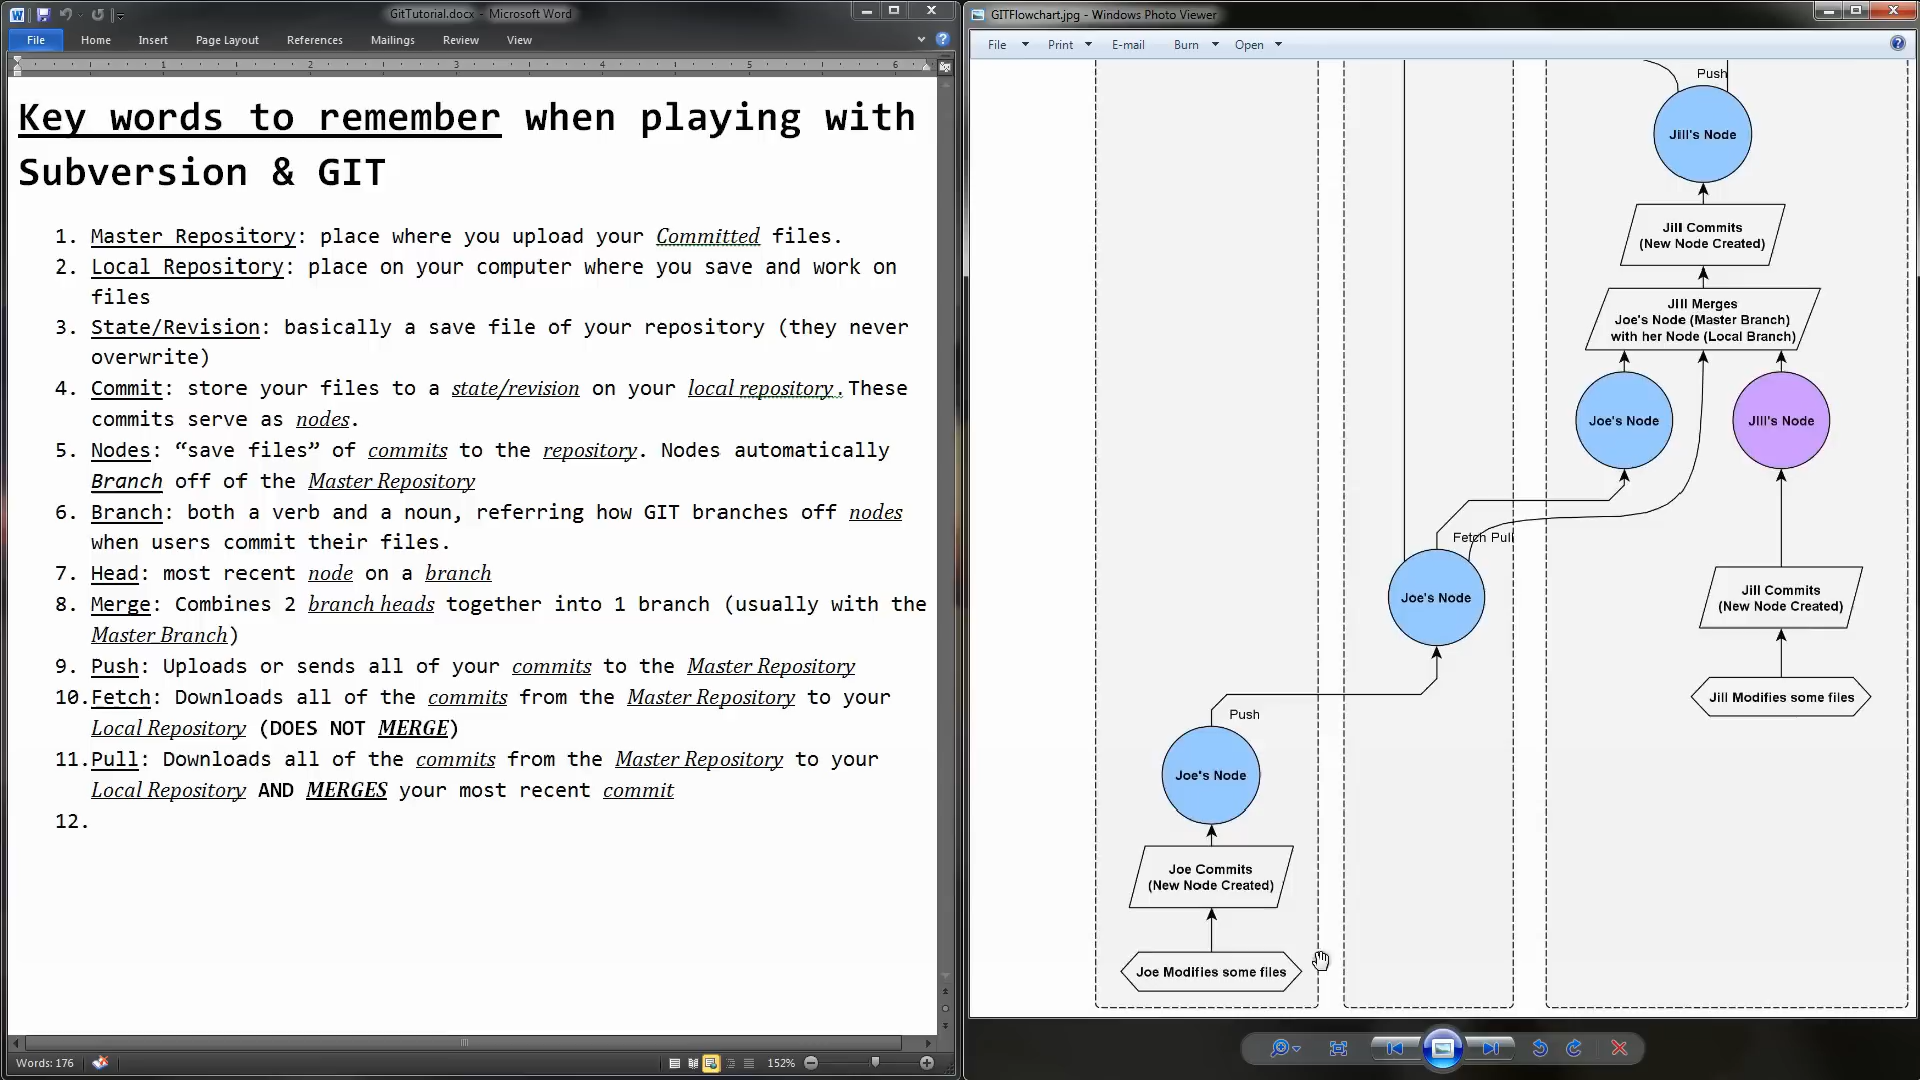 GitTutorial.docx - Microsoft Word
File Home Insert Page Layout References Mailings Review View
1 2 3 4 5 6
Key words to remember when playing with
Subversion & GIT
1. Master Repository: place where you upload your Committed files.
2. Local Repository: place on your computer where you save and work on
files
3. State/Revision: basically a save file of your repository (they never
overwrite)
4. Commit: store your files to a state/revision on your local repository .These
commits serve as nodes.
5. Nodes: “save files” of commits to the repository. Nodes automatically
Branch off of the Master Repository
6. Branch: both a verb and a noun, referring how GIT branches off nodes
when users commit their files.
7. Head: most recent node on a branch
8. Merge: Combines 2 branch heads together into 1 branch (usually with the
Master Branch)
9. Push: Uploads or sends all of your commits to the Master Repository
10.Fetch: Downloads all of the commits from the Master Repository to your
Local Repository (DOES NOT MERGE)
11.Pull: Downloads all of the commits from the Master Repository to your
Local Repository AND MERGES your most recent commit
12.
Words: 176
152%
GITFlowchart.jpg - Windows Photo Viewer
File Print E-mail Burn Open
Push
Jill's Node
Jill Commits
(New Node Created)
Jill Merges
Joe's Node (Master Branch)
with her Node (Local Branch)
Joe's Node
Jill's Node
Fetch Pull
Joe's Node
Jill Commits
(New Node Created)
Jill Modifies some files
Push
Joe's Node
Joe Commits
(New Node Created)
Joe Modifies some files